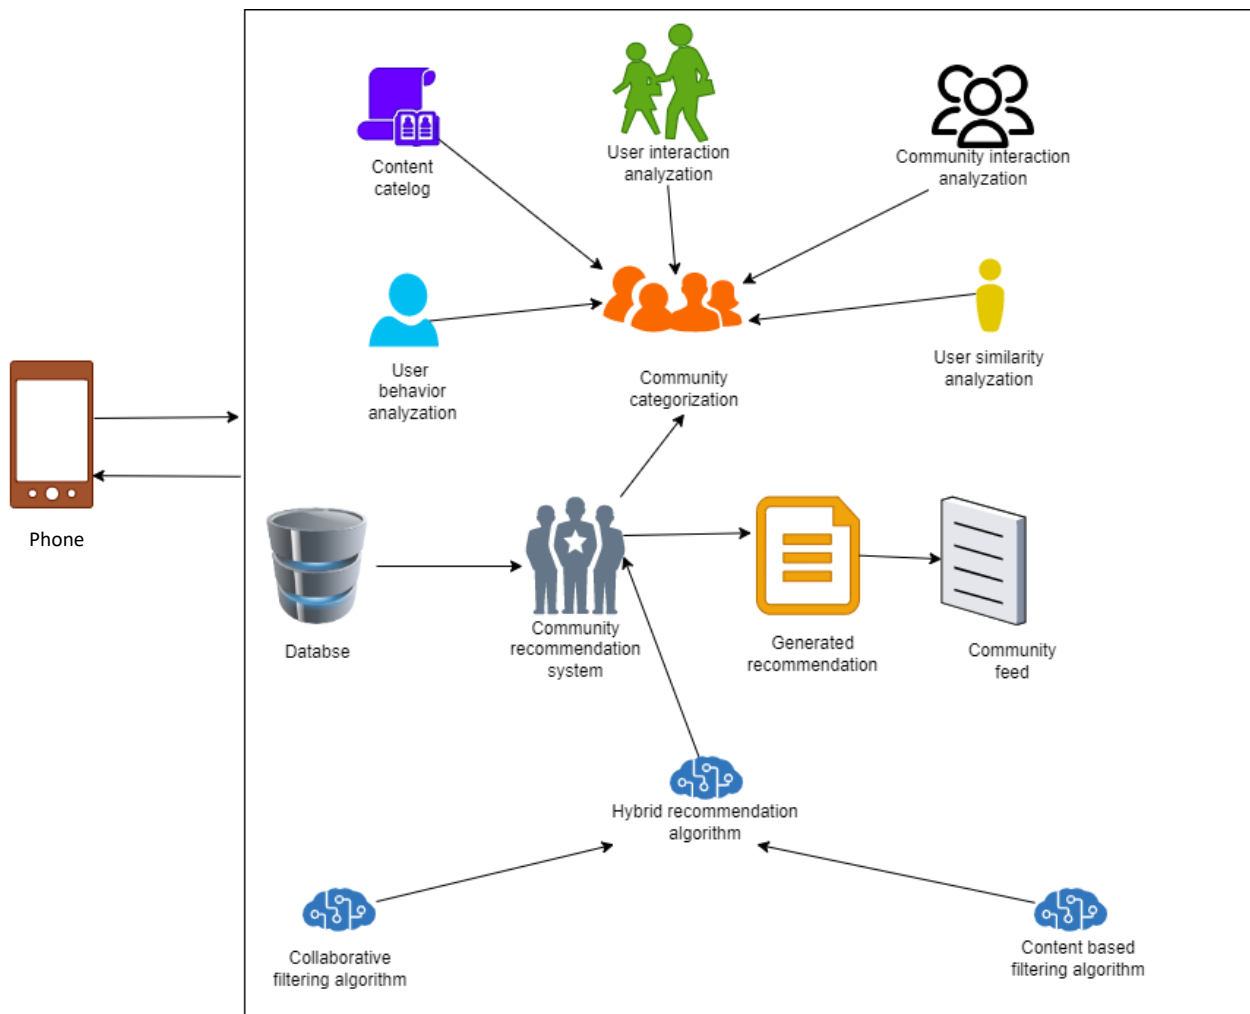 Content
catelog
User interaction
analyzation
Community interaction
analyzation
User
behavior
analyzation
Community
categorization
User similarity
analyzation
Phone
Databse
Community
recommendation
system
Generated
recommendation
Community
feed
Hybrid recommendation
algorithm
Collaborative
filtering algorithm
Content based
filtering algorithm